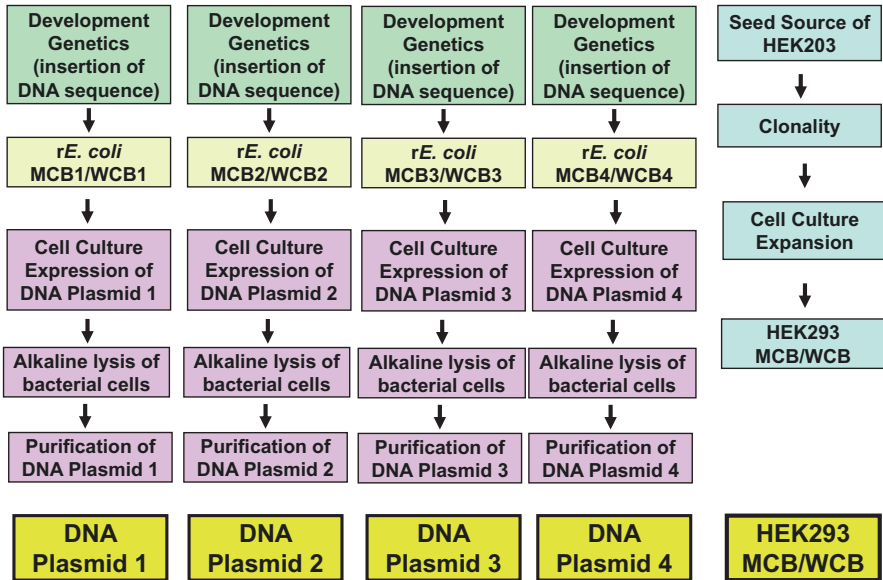 Development
Genetics
(insertion of
DNA sequence)
rE. coli
MCB1/WCB1
Cell Culture
Expression of
DNA Plasmid 1
Alkaline lysis of
bacterial cells
Purification of
DNA Plasmid 1
DNA
Plasmid 1
Development
Genetics
(insertion of
DNA sequence)
rE. coli
MCB2/WCB2
Cell Culture
Expression of
DNA Plasmid 2
Alkaline lysis of
bacterial cells
Purification of
DNA Plasmid 2
DNA
Plasmid 2
Development
Genetics
(insertion of
DNA sequence)
rE. coli
MCB3/WCB3
Cell Culture
Expression of
DNA Plasmid 3
Alkaline lysis of
bacterial cells
Purification of
DNA Plasmid 3
DNA
Plasmid 3
Development
Genetics
(insertion of
DNA sequence)
rE. coli
MCB4/WCB4
Cell Culture
Expression of
DNA Plasmid 4
Alkaline lysis of
bacterial cells
Purification of
DNA Plasmid 4
DNA
Plasmid 4
Seed Source of
HEK203
Clonality
Cell Culture
Expansion
HEK293
MCB/WCB
HEK293
MCB/WCB